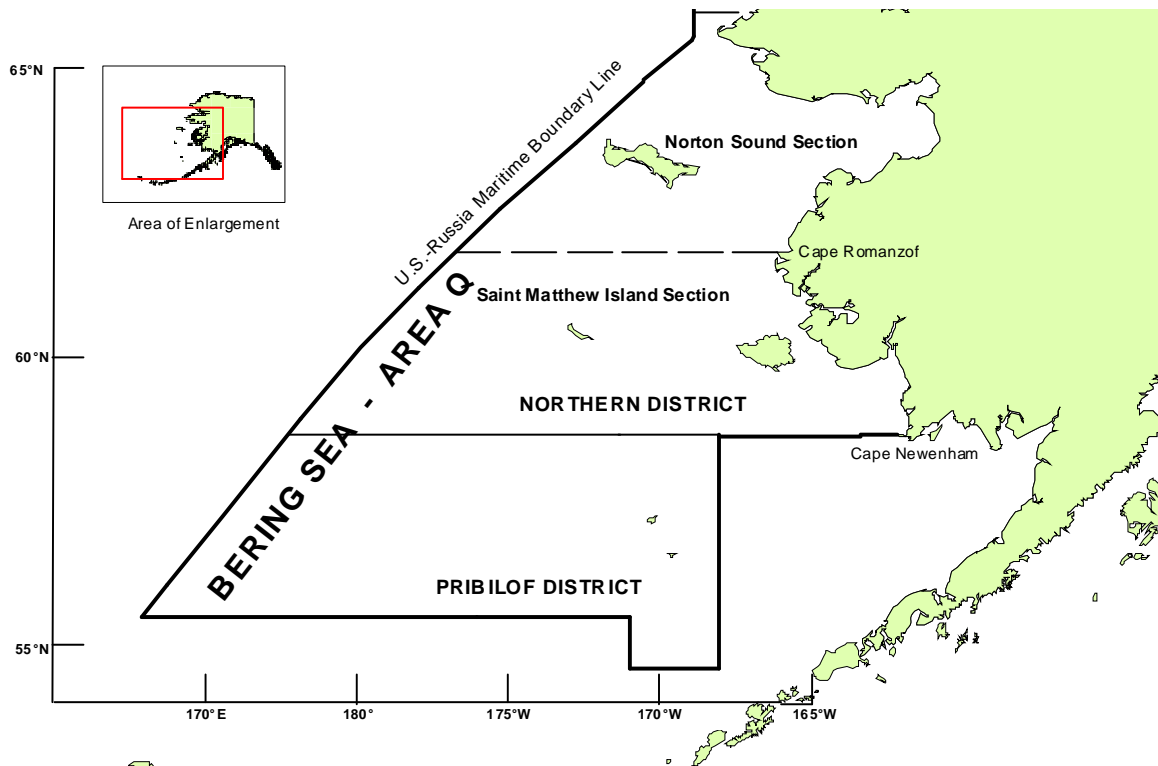 65°N
Area of Enlargement
U.S.-Russia Maritime Boundary Line
Norton Sound Section
Cape Romanzof
Saint Matthew Island Section
BERING SEA - AREA Q
60°N
NORTHERN DISTRICT
Cape Newenham
PRIBILOF DISTRICT
55°N
170°E
180°
175°W
170°W
165°W